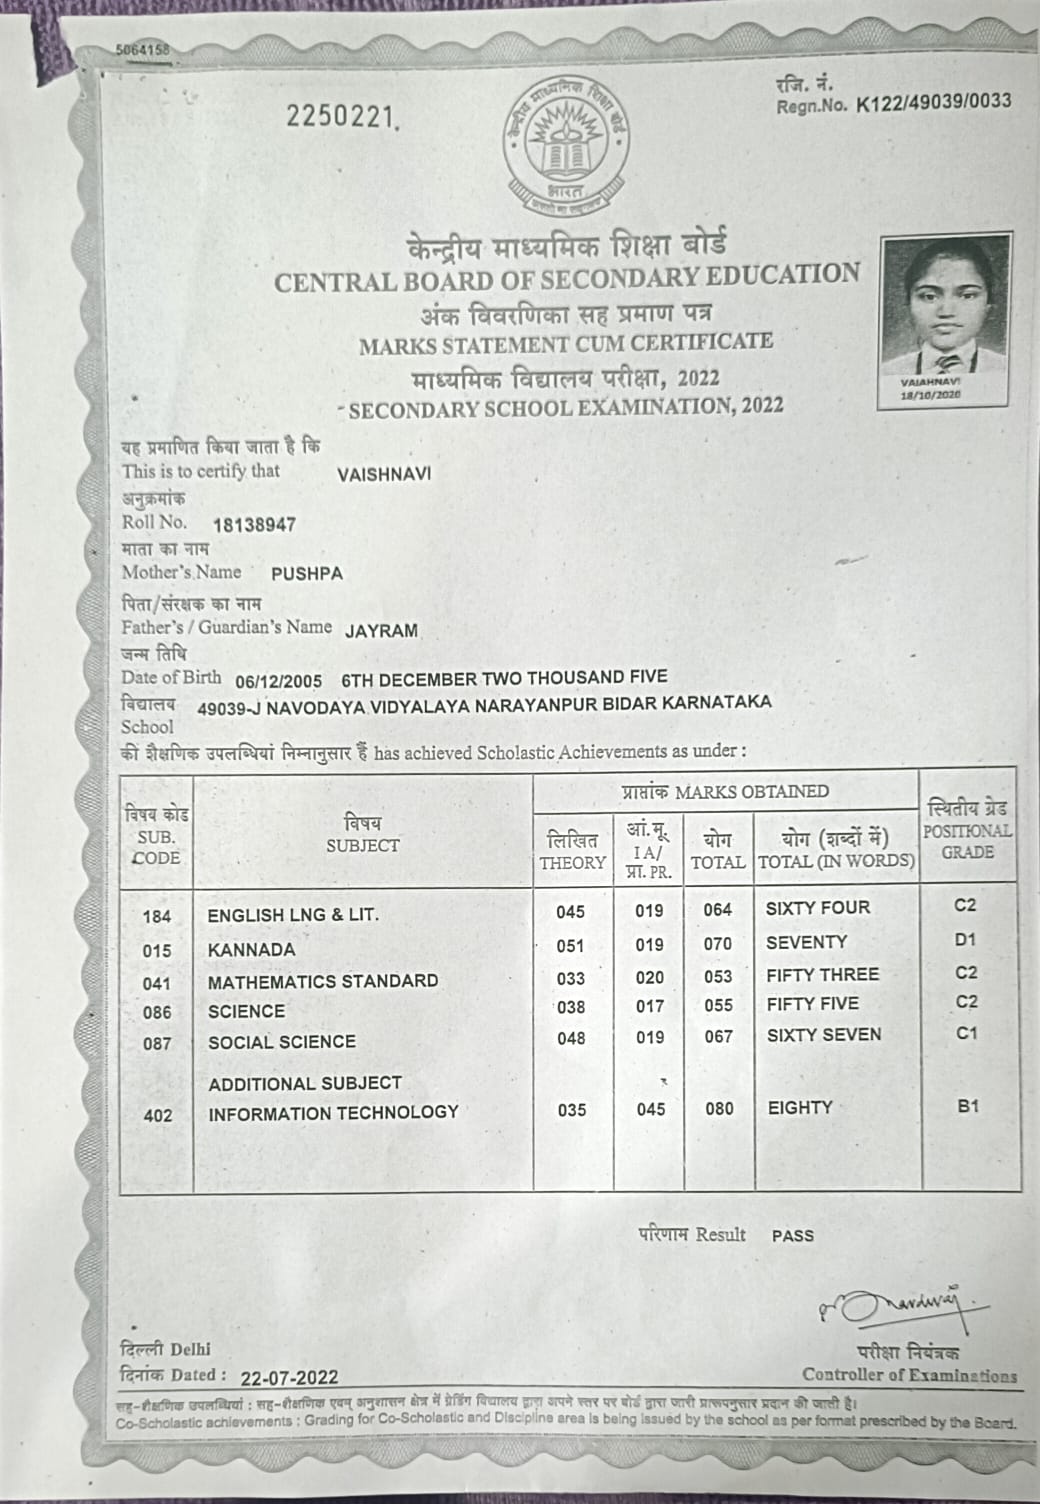 5064158
2250221.
रजि. नं.
Regn.No. K122/49039/0033
केन्द्रीय माध्यमिक शिक्षा बोर्ड
भारत
केन्द्रीय माध्यमिक शिक्षा बोर्ड
CENTRAL BOARD OF SECONDARY EDUCATION
अंक विवरणिका सह प्रमाण पत्र
MARKS STATEMENT CUM CERTIFICATE
माध्यमिक विद्यालय परीक्षा, 2022
SECONDARY SCHOOL EXAMINATION, 2022
VAIAHNAVI
18/10/2020
यह प्रमाणित किया जाता है कि
This is to certify that VAISHNAVI
अनुक्रमांक
Roll No. 18138947
माता का नाम
Mother's Name PUSHPA
पिता/संरक्षक का नाम
Father's / Guardian's Name JAYRAM
जन्म तिथि
Date of Birth 06/12/2005 6TH DECEMBER TWO THOUSAND FIVE
विद्यालय 49039-J NAVODAYA VIDYALAYA NARAYANPUR BIDAR KARNATAKA
School
की शैक्षणिक उपलब्धियां निम्नानुसार हैं has achieved Scholastic Achievements as under :
विषय कोड SUB. CODE विषय SUBJECT प्राप्तांक MARKS OBTAINED स्थितीय ग्रेड POSITIONAL GRADE
लिखित THEORY आं.मू. I A/ प्रा. PR. योग TOTAL योग (शब्दों में) TOTAL (IN WORDS)
184 ENGLISH LNG & LIT. 045 019 064 SIXTY FOUR C2
015 KANNADA 051 019 070 SEVENTY D1
041 MATHEMATICS STANDARD 033 020 053 FIFTY THREE C2
086 SCIENCE 038 017 055 FIFTY FIVE C2
087 SOCIAL SCIENCE 048 019 067 SIXTY SEVEN C1
ADDITIONAL SUBJECT
402 INFORMATION TECHNOLOGY 035 045 080 EIGHTY B1
परिणाम Result PASS
दिल्ली Delhi
दिनांक Dated : 22-07-2022
परीक्षा नियंत्रक
Controller of Examinations
सह-शैक्षणिक उपलब्धियां : सह-शैक्षणिक एवम् अनुशासन क्षेत्र में ग्रेडिंग विद्यालय द्वारा अपने स्तर पर बोर्ड द्वारा जारी प्रारूपनुसार प्रदान की जाती है।
Co-Scholastic achievements : Grading for Co-Scholastic and Discipline area is being issued by the school as per format prescribed by the Board.